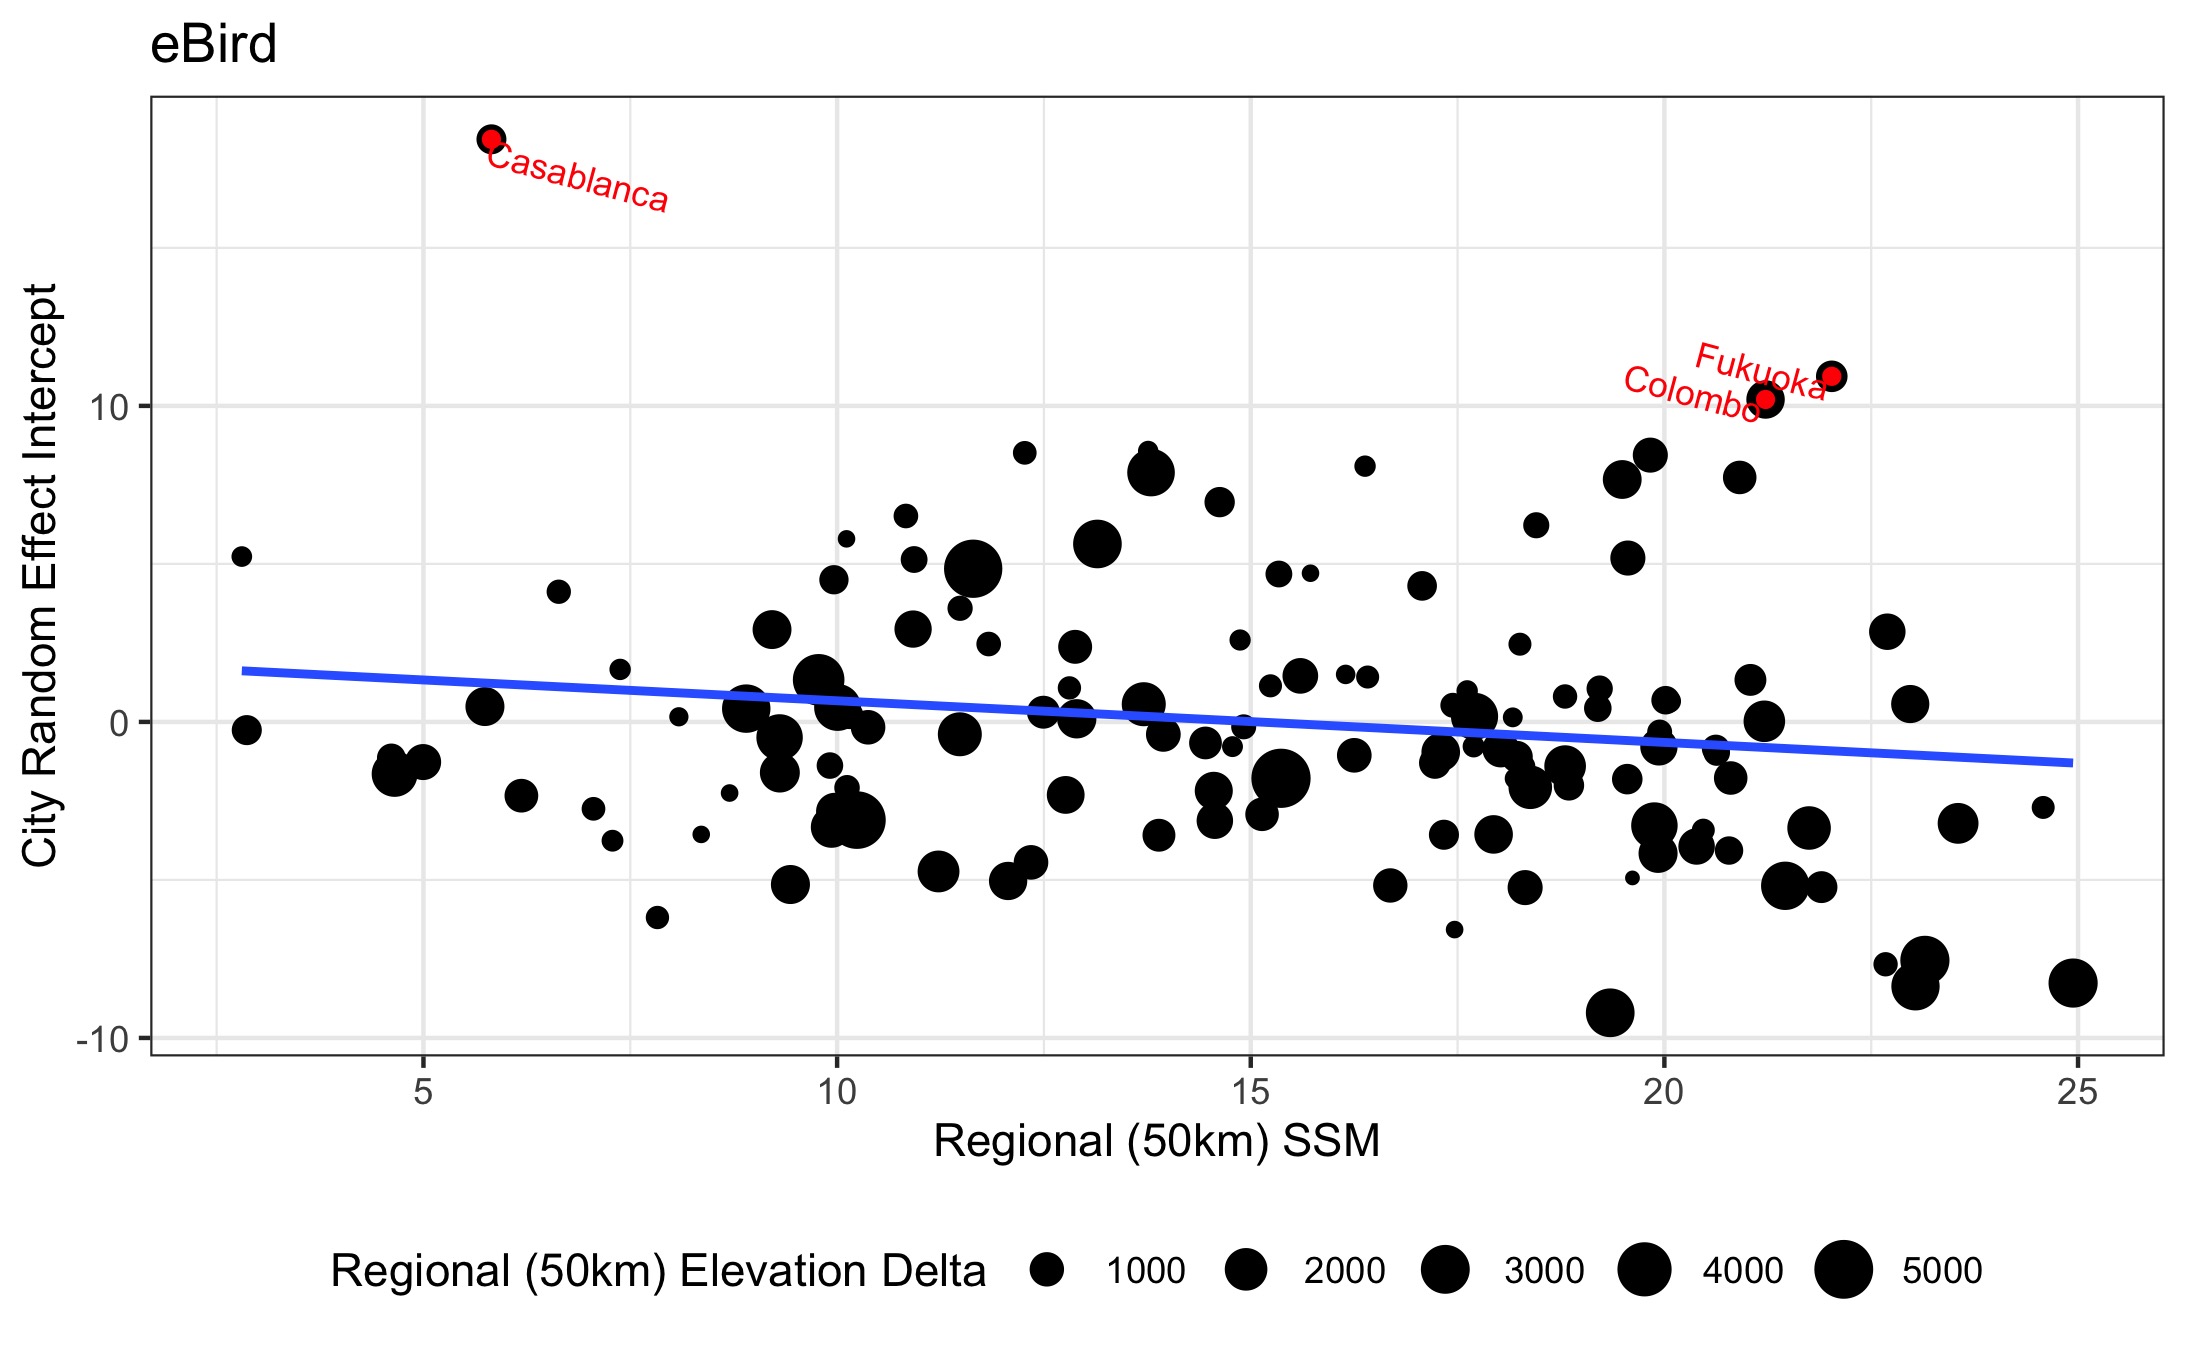 eBird
Casablanca
Fukuoka
Colombo
City Random Effect Intercept
10
0
-10
5 10 15 20 25
Regional (50km) SSM
Regional (50km) Elevation Delta 1000 2000 3000 4000 5000